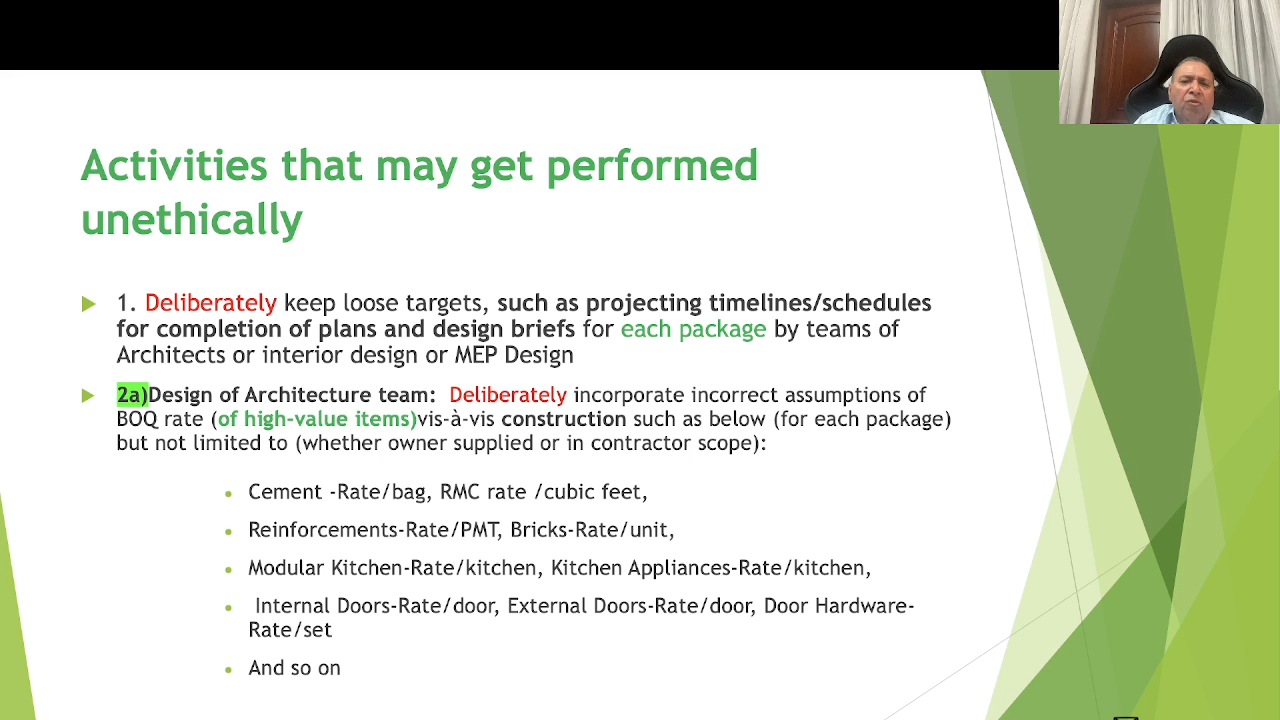 Activities that may get performed
unethically
1. Deliberately keep loose targets, such as projecting timelines/schedules
for completion of plans and design briefs for each package by teams of
Architects or interior design or MEP Design
2a)Design of Architecture team: Deliberately incorporate incorrect assumptions of
BOQ rate (of high-value items)vis-à-vis construction such as below (for each package)
but not limited to (whether owner supplied or in contractor scope):
Cement -Rate/bag, RMC rate /cubic feet,
Reinforcements-Rate/PMT, Bricks-Rate/unit,
Modular Kitchen-Rate/kitchen, Kitchen Appliances-Rate/kitchen,
Internal Doors-Rate/door, External Doors-Rate/door, Door Hardware-
Rate/set
And so on